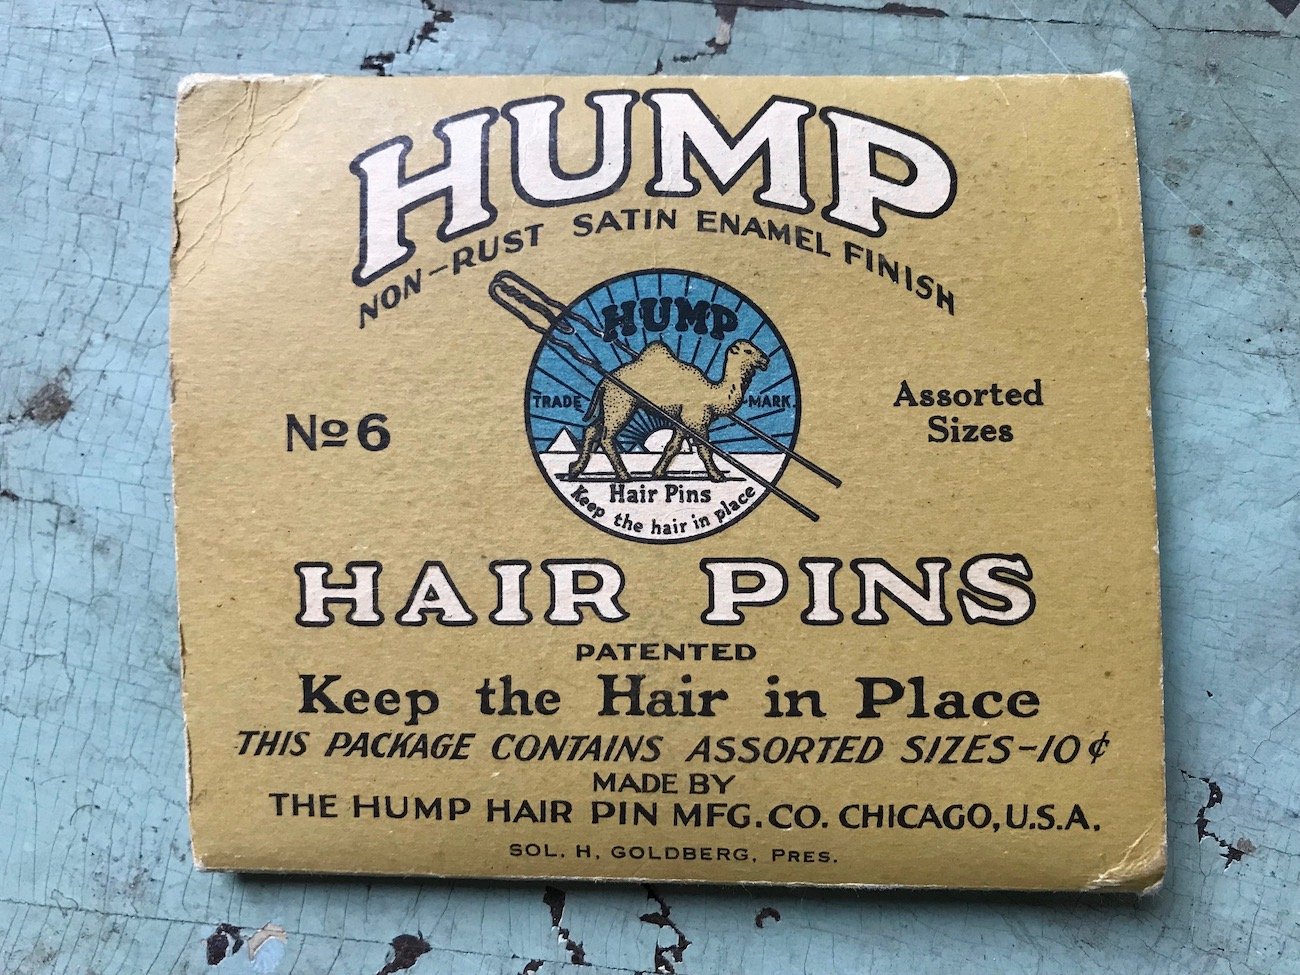 HUMP
NON-RUST SATIN ENAMEL FINISH
HUMP
TRADE MARK
Hair Pins
Keep the hair in place
No 6
Assorted
Sizes
HAIR PINS
PATENTED
Keep the Hair in Place
THIS PACKAGE CONTAINS ASSORTED SIZES-10¢
MADE BY
THE HUMP HAIR PIN MFG. CO. CHICAGO, U.S.A.
SOL. H. GOLDBERG, PRES.